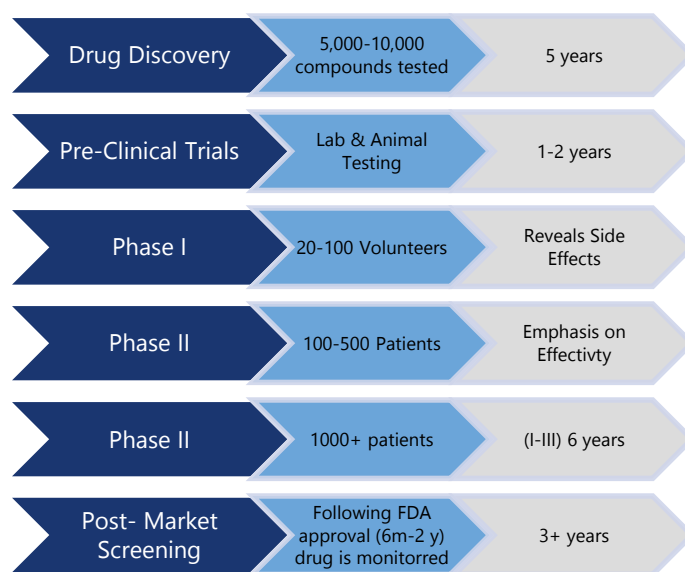 Drug Discovery
5,000-10,000
compounds tested
5 years
Pre-Clinical Trials
Lab & Animal
Testing
1-2 years
Phase I
20-100 Volunteers
Reveals Side
Effects
Phase II
100-500 Patients
Emphasis on
Effectivty
Phase II
1000+ patients
(I-III) 6 years
Post- Market
Screening
Following FDA
approval (6m-2 y)
drug is monitorred
3+ years